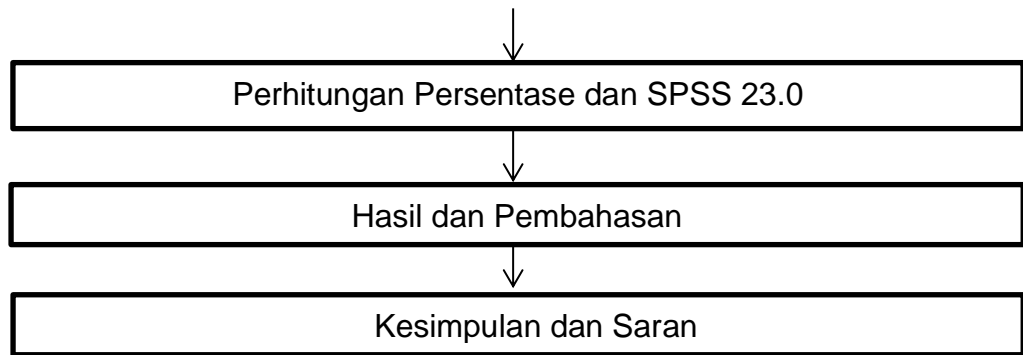 Perhitungan Persentase dan SPSS 23.0
Hasil dan Pembahasan
Kesimpulan dan Saran